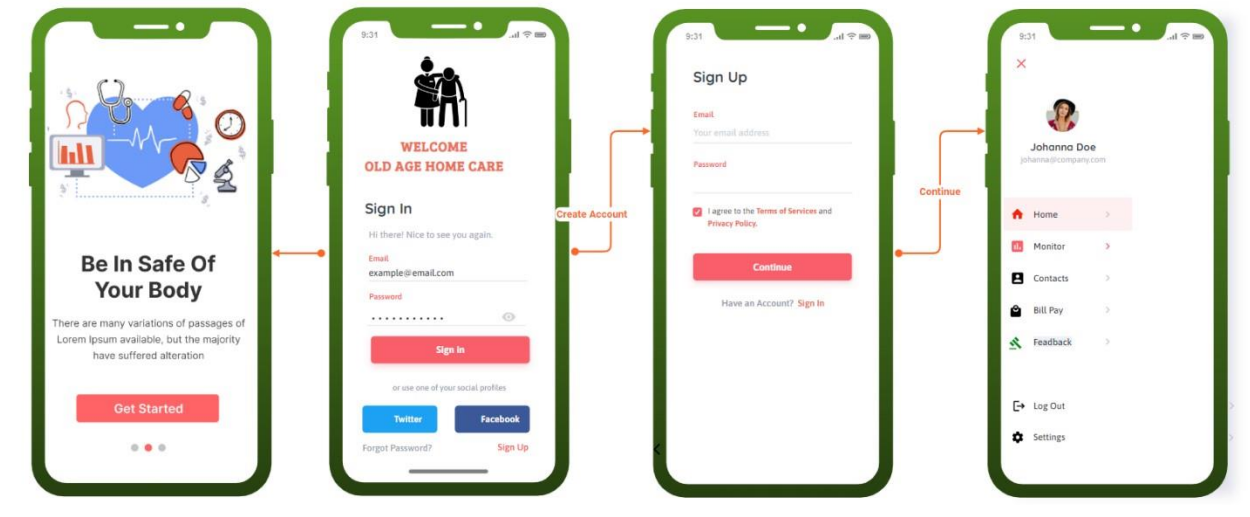 Be In Safe Of
Your Body
There are many variations of passages of
Lorem Ipsum available, but the majority
have suffered alteration
Get Started
9:31
WELCOME
OLD AGE HOME CARE
Sign In
Hi there! Nice to see you again.
Email
example@email.com
Password
Sign In
or use one of your social profiles
Twitter
Facebook
Forgot Password?
Sign Up
Create Account
9:31
Sign Up
Email
Your email address
Password
I agree to the Terms of Services and
Privacy Policy.
Continue
Have an Account? Sign In
Continue
9:31
Johanna Doe
johanna@company.com
Home
Monitor
Contacts
Bill Pay
Feadback
Log Out
Settings